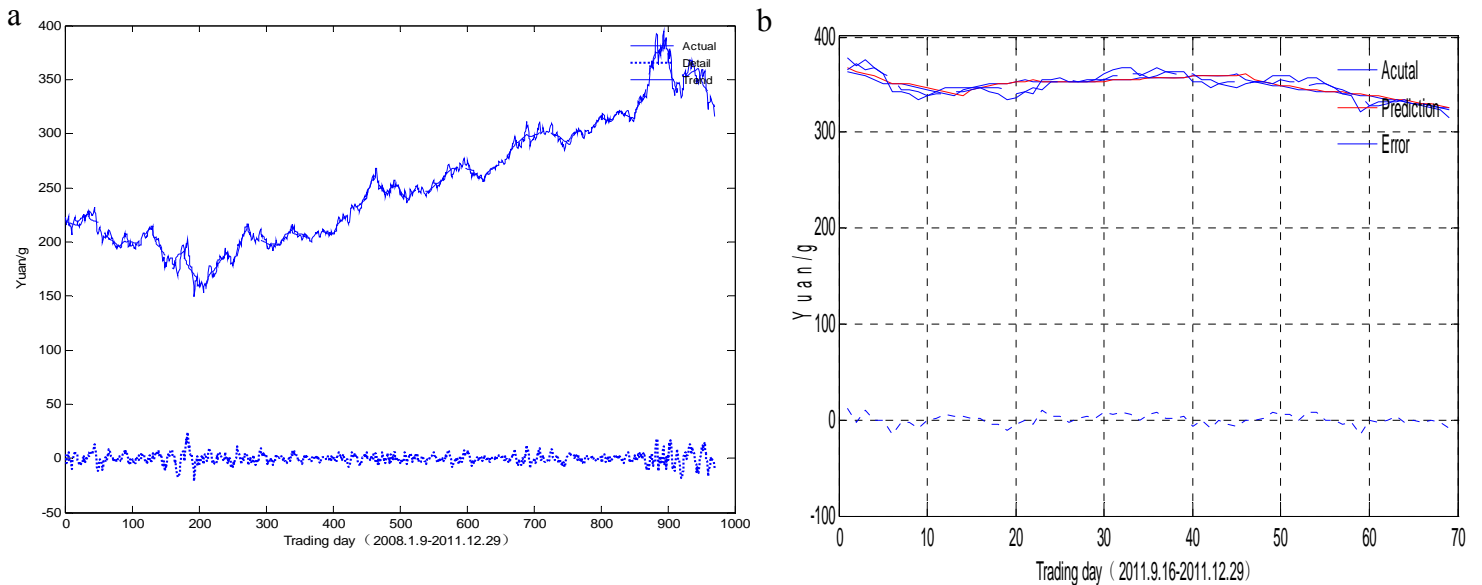 a
400
350
300
250
200
150
100
50
0
-50
Yuan/g
Actual
Detail
Trend
0 100 200 300 400 500 600 700 800 900 1000
Trading day （2008.1.9-2011.12.29）
b
400
300
200
100
0
-100
Yuan/g
Acutal
Prediction
Error
0 10 20 30 40 50 60 70
Trading day（2011.9.16-2011.12.29）